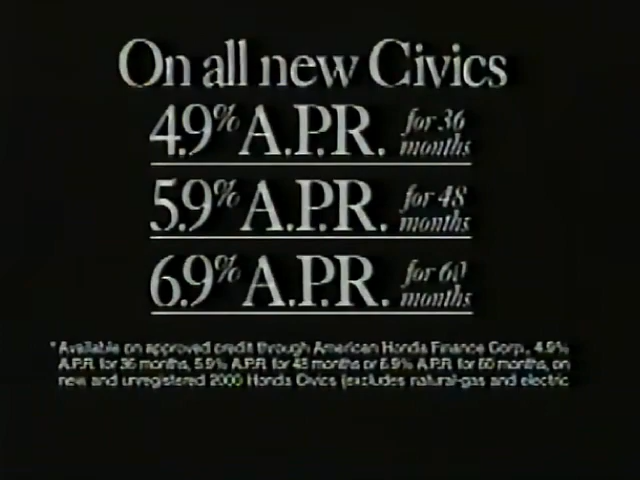 On all new Civics
4.9% A.P.R. for 36 months
5.9% A.P.R. for 48 months
6.9% A.P.R. for 60 months
*Available on approved credit through American Honda Finance Corp., 4.9%
A.P.R. for 36 months, 5.9% A.P.R. for 48 months or 6.9% A.P.R. for 60 months, on
new and unregistered 2000 Honda Civics (excludes natural-gas and electric